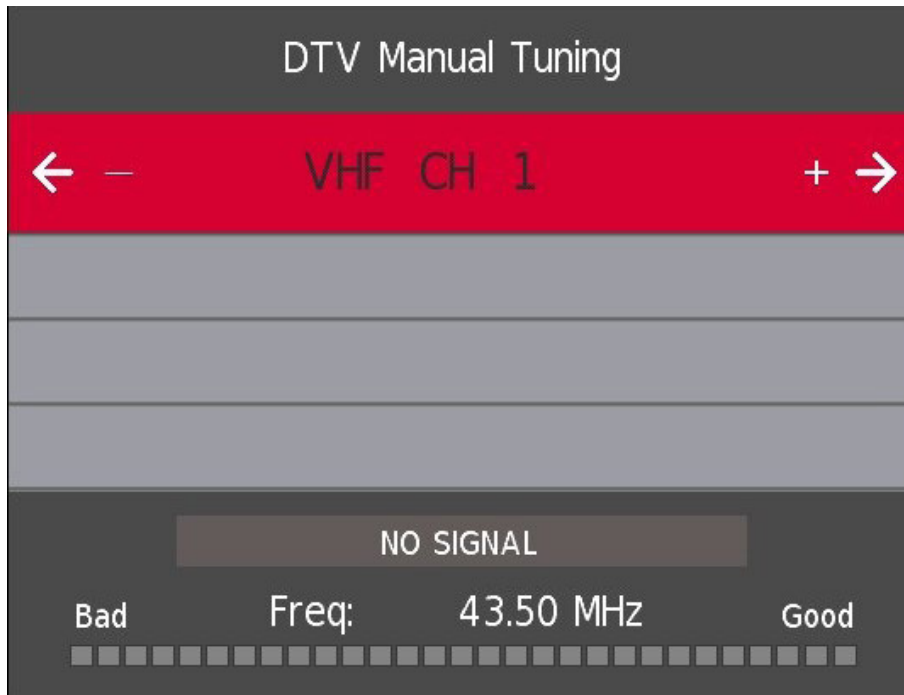 DTV Manual Tuning
← – VHF CH 1 + →
NO SIGNAL
Bad Freq: 43.50 MHz Good